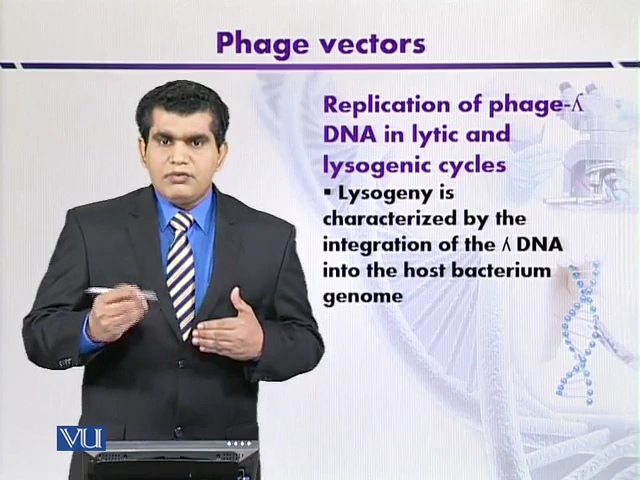 Phage vectors
Replication of phage-ʎ
DNA in lytic and
lysogenic cycles
▪ Lysogeny is
characterized by the
integration of the ʎ DNA
into the host bacterium
genome
VU